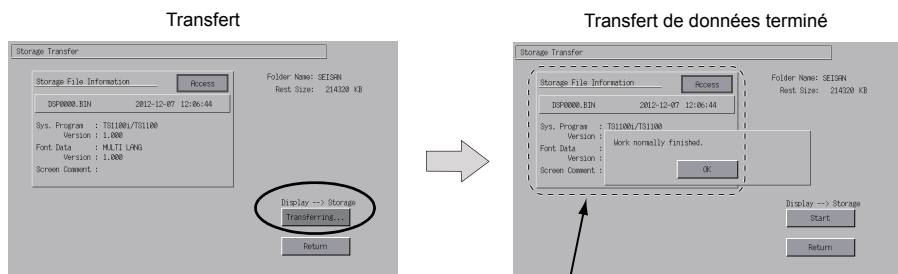 Transfert
Storage Transfer
Storage File Information
Access
Folder Name: SEISAN
Rest Size: 214320 KB
DSP0000.BIN 2012-12-07 12:06:44
Sys. Program : TS1100i/TS1100
Version : 1.000
Font Data : MULTI LANG
Version : 1.000
Screen Comment :
Display --> Storage
Transferring...
Return
Transfert de données terminé
Storage Transfer
Storage File Information
Access
Folder Name: SEISAN
Rest Size: 214320 KB
DSP0000.BIN 2012-12-07 12:06:44
Sys. Program : TS1100i/TS1100
Version :
Work normally finished.
Font Data :
Version :
Screen Comment :
OK
Display --> Storage
Start
Return